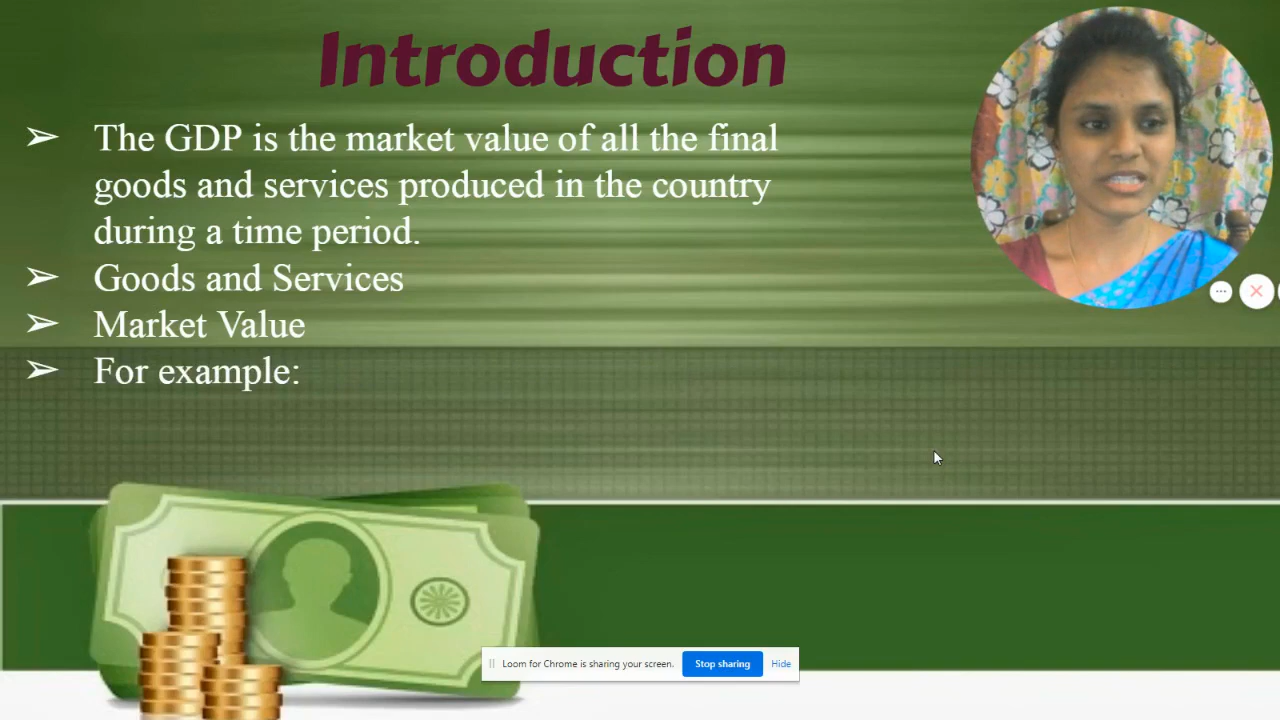 Introduction
➢ The GDP is the market value of all the final
goods and services produced in the country
during a time period.
➢ Goods and Services
➢ Market Value
➢ For example:
Loom for Chrome is sharing your screen. Stop sharing Hide